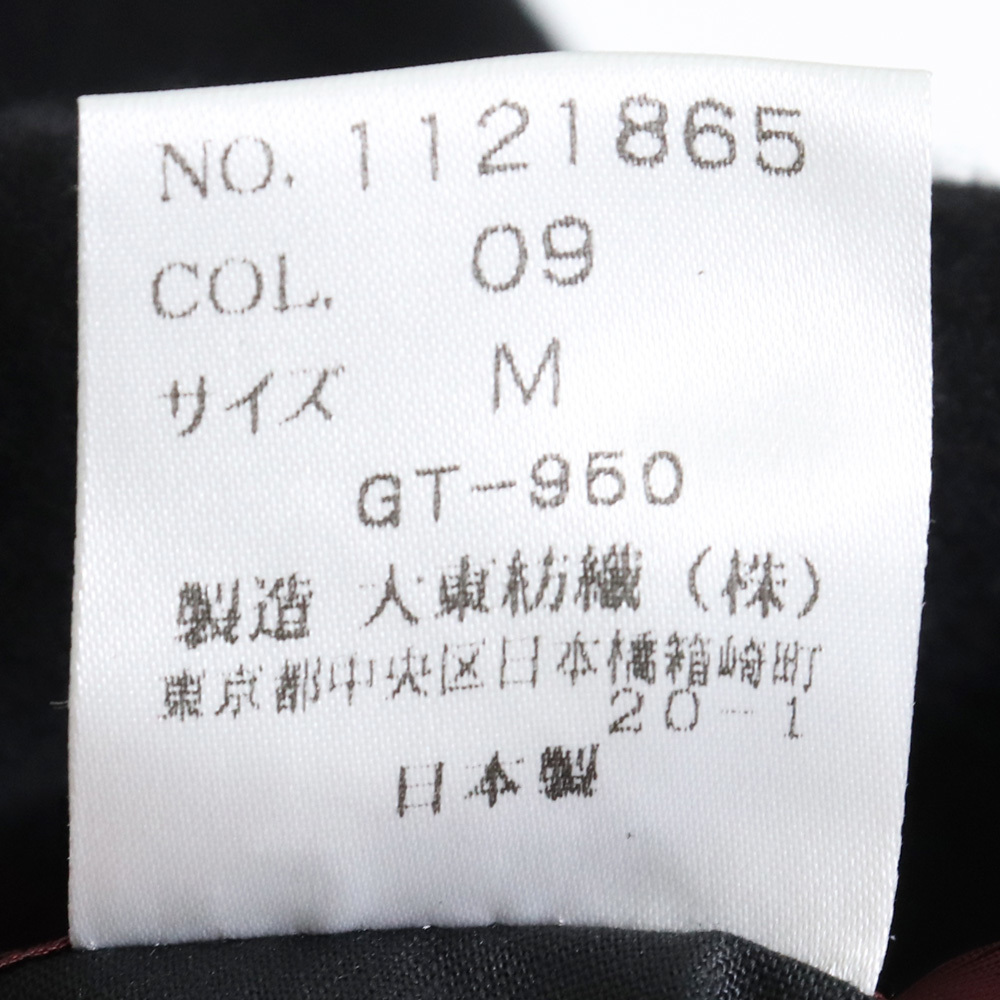 NO. 1121865
COL. 09
サイズ M
GT-950
製造 大東紡織(株)
東京都中央区日本橋箱崎町
20-1
日本製